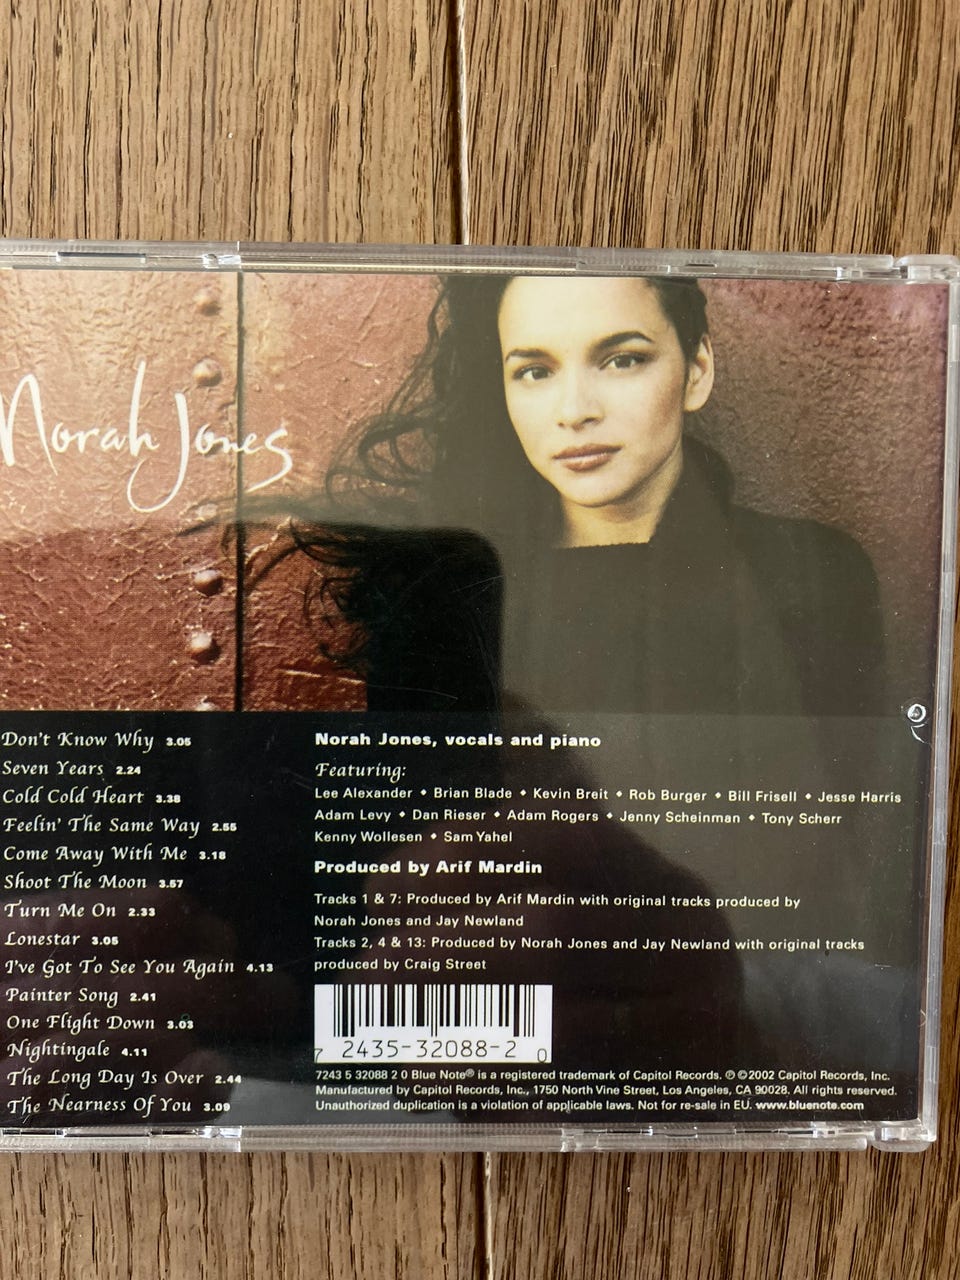 Norah Jones
Don't Know Why 3.05
Seven Years 2.24
Cold Cold Heart 3.38
Feelin' The Same Way 2.55
Come Away With Me 3.18
Shoot The Moon 3.57
Turn Me On 2.33
Lonestar 3.05
I've Got To See You Again 4.13
Painter Song 2.41
One Flight Down 3.03
Nightingale 4.11
The Long Day Is Over 2.44
The Nearness Of You 3.09
Norah Jones, vocals and piano
Featuring:
Lee Alexander • Brian Blade • Kevin Breit • Rob Burger • Bill Frisell • Jesse Harris
Adam Levy • Dan Rieser • Adam Rogers • Jenny Scheinman • Tony Scherr
Kenny Wollesen • Sam Yahel
Produced by Arif Mardin
Tracks 1 & 7: Produced by Arif Mardin with original tracks produced by
Norah Jones and Jay Newland
Tracks 2, 4 & 13: Produced by Norah Jones and Jay Newland with original tracks
produced by Craig Street
7 2435-32088-2 0
7243 5 32088 2 0 Blue Note® is a registered trademark of Capitol Records. ℗ ©2002 Capitol Records, Inc.
Manufactured by Capitol Records, Inc., 1750 North Vine Street, Los Angeles, CA 90028. All rights reserved.
Unauthorized duplication is a violation of applicable laws. Not for re-sale in EU. www.bluenote.com